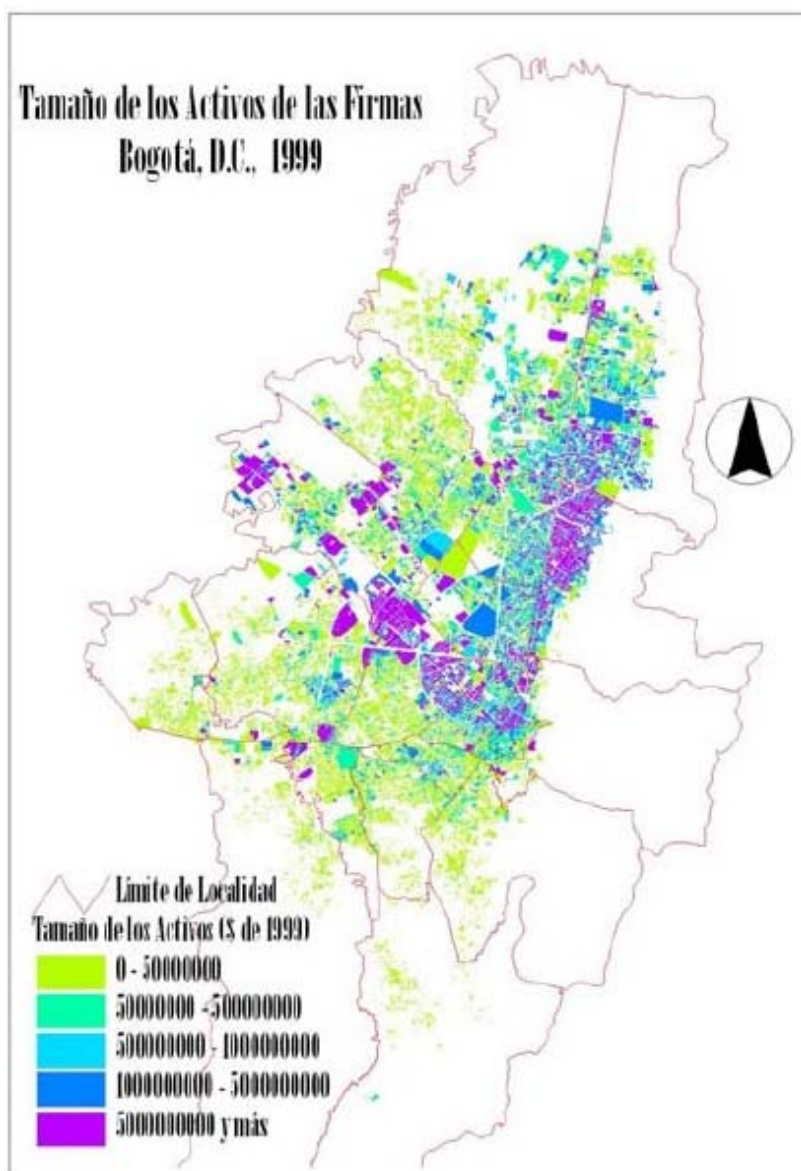 Tamaño de los Activos de las Firmas
Bogotá, D.C., 1999
Límite de Localidad
Tamaño de los Activos ($ de 1999)
0 - 50000000
50000000 - 500000000
500000000 - 1000000000
1000000000 - 5000000000
5000000000 y más